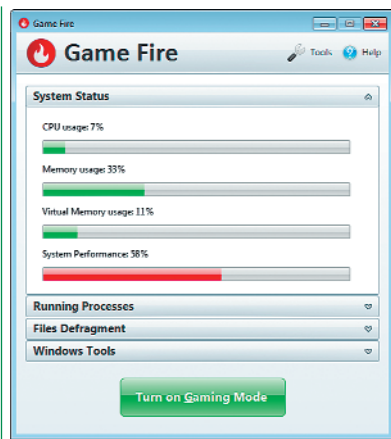 Game Fire
Game Fire
Tools
Help
System Status
CPU usage: 7%
Memory usage: 33%
Virtual Memory usage: 11%
System Performance: 58%
Running Processes
Files Defragment
Windows Tools
Turn on Gaming Mode